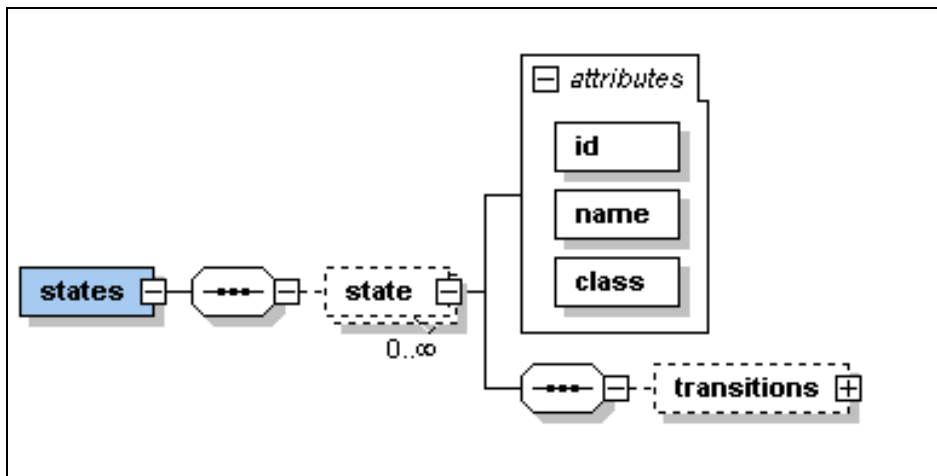 attributes
id
name
class
states
state
0..∞
transitions